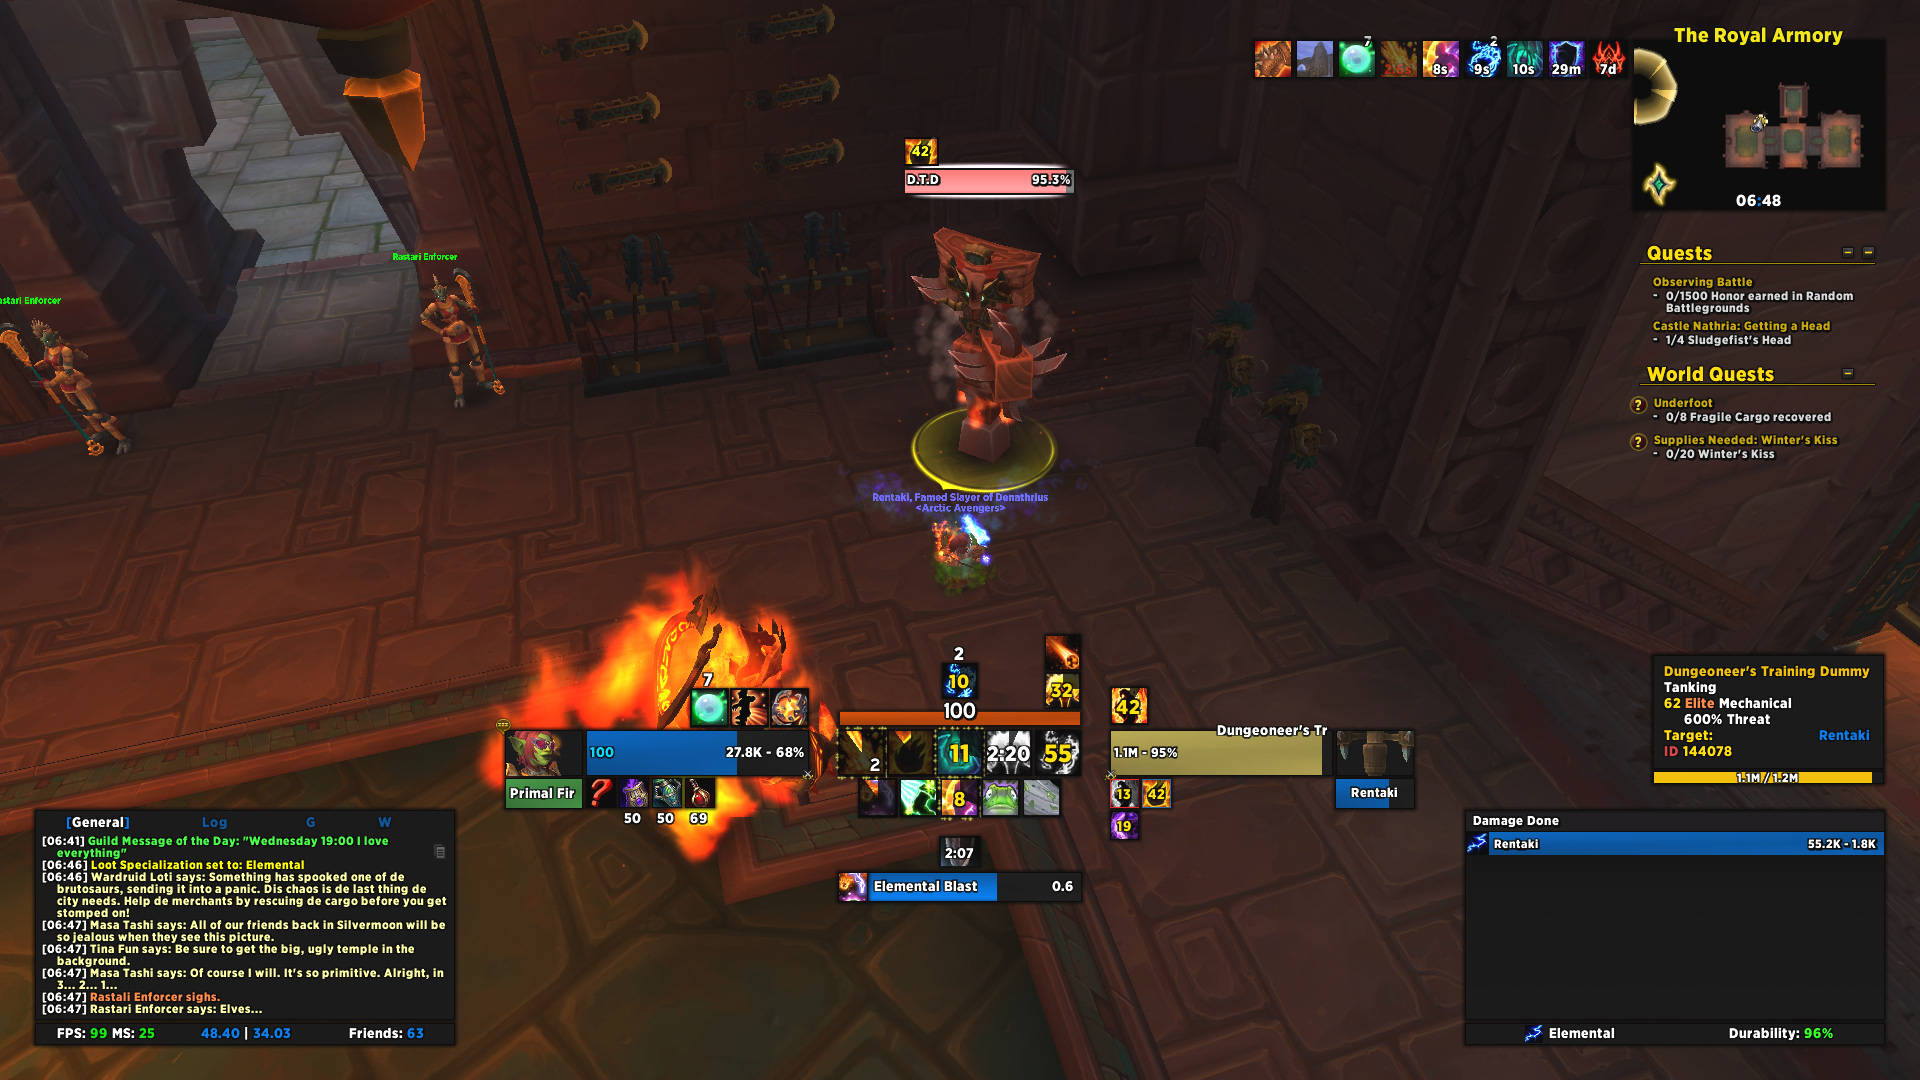 The Royal Armory
7
2
2.8s
8s
9s
10s
29m
7d
06:48
42
D.T.D 95.3%
Rastari Enforcer
astari Enforcer
Quests
Observing Battle
- 0/1500 Honor earned in Random
Battlegrounds
Castle Nathria: Getting a Head
- 1/4 Sludgefist's Head
World Quests
? Underfoot
- 0/8 Fragile Cargo recovered
? Supplies Needed: Winter's Kiss
- 0/20 Winter's Kiss
Rentaki, Famed Slayer of Denathrius
<Arctic Avengers>
2
10
32
100
7
42
100 27.8K - 68%
2
11
2:20
55
Dungeoneer's Tr
1.1M - 95%
Primal Fir
?
50
50
69
8
13
42
19
Rentaki
2:07
Elemental Blast 0.6
Dungeoneer's Training Dummy
Tanking
62 Elite Mechanical
600% Threat
Target: Rentaki
ID 144078
1.1M / 1.2M
[General] Log G W
[06:41] Guild Message of the Day: "Wednesday 19:00 I love
everything"
[06:46] Loot Specialization set to: Elemental
[06:46] Wardruid Loti says: Something has spooked one of de
brutosaurs, sending it into a panic. Dis chaos is de last thing de
city needs. Help de merchants by rescuing de cargo before you get
stomped on!
[06:47] Masa Tashi says: All of our friends back in Silvermoon will be
so jealous when they see this picture.
[06:47] Tina Fun says: Be sure to get the big, ugly temple in the
background.
[06:47] Masa Tashi says: Of course I will. It's so primitive. Alright, in
3... 2... 1...
[06:47] Rastali Enforcer sighs.
[06:47] Rastari Enforcer says: Elves...
FPS: 99 MS: 25 48.40 | 34.03 Friends: 63
Damage Done
Rentaki 55.2K - 1.8K
Elemental Durability: 96%